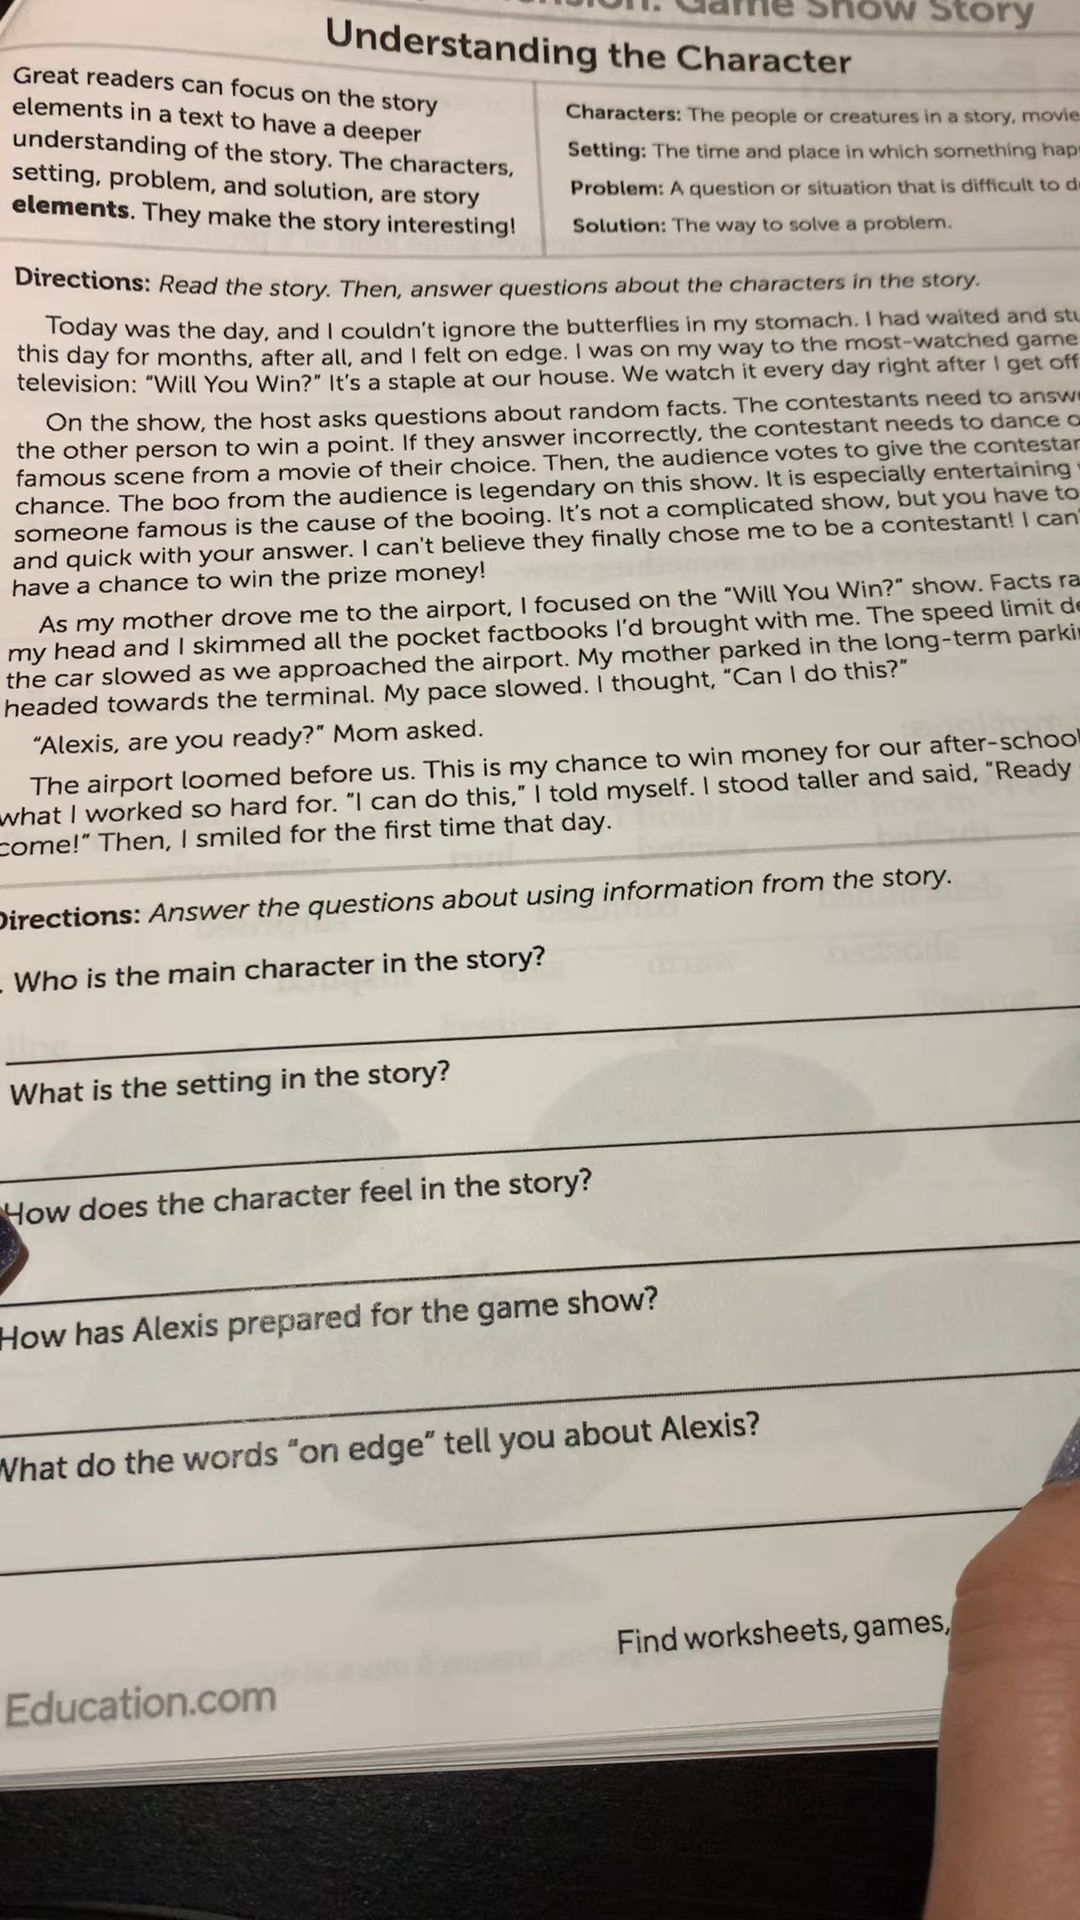 Game Show Story
Understanding the Character
Great readers can focus on the story
elements in a text to have a deeper
understanding of the story. The characters,
setting, problem, and solution, are story
elements. They make the story interesting!
Characters: The people or creatures in a story, movie
Setting: The time and place in which something hap
Problem: A question or situation that is difficult to d
Solution: The way to solve a problem.
Directions: Read the story. Then, answer questions about the characters in the story.
Today was the day, and I couldn't ignore the butterflies in my stomach. I had waited and stu
this day for months, after all, and I felt on edge. I was on my way to the most-watched game
television: "Will You Win?" It's a staple at our house. We watch it every day right after I get off
On the show, the host asks questions about random facts. The contestants need to answ
the other person to win a point. If they answer incorrectly, the contestant needs to dance o
famous scene from a movie of their choice. Then, the audience votes to give the contestan
chance. The boo from the audience is legendary on this show. It is especially entertaining
someone famous is the cause of the booing. It's not a complicated show, but you have to
and quick with your answer. I can't believe they finally chose me to be a contestant! I can'
have a chance to win the prize money!
As my mother drove me to the airport, I focused on the "Will You Win?" show. Facts ra
my head and I skimmed all the pocket factbooks I'd brought with me. The speed limit de
the car slowed as we approached the airport. My mother parked in the long-term parkin
headed towards the terminal. My pace slowed. I thought, "Can I do this?"
"Alexis, are you ready?" Mom asked.
The airport loomed before us. This is my chance to win money for our after-school
what I worked so hard for. "I can do this," I told myself. I stood taller and said, "Ready
come!" Then, I smiled for the first time that day.
Directions: Answer the questions about using information from the story.
. Who is the main character in the story?
What is the setting in the story?
How does the character feel in the story?
How has Alexis prepared for the game show?
What do the words "on edge" tell you about Alexis?
Find worksheets, games,
Education.com